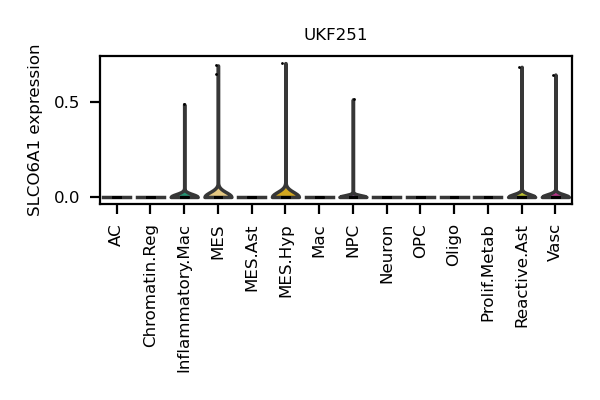 UKF251
SLCO6A1 expression
0.5
0.0
AC
Chromatin.Reg
Inflammatory.Mac
MES
MES.Ast
MES.Hyp
Mac
NPC
Neuron
OPC
Oligo
Prolif.Metab
Reactive.Ast
Vasc